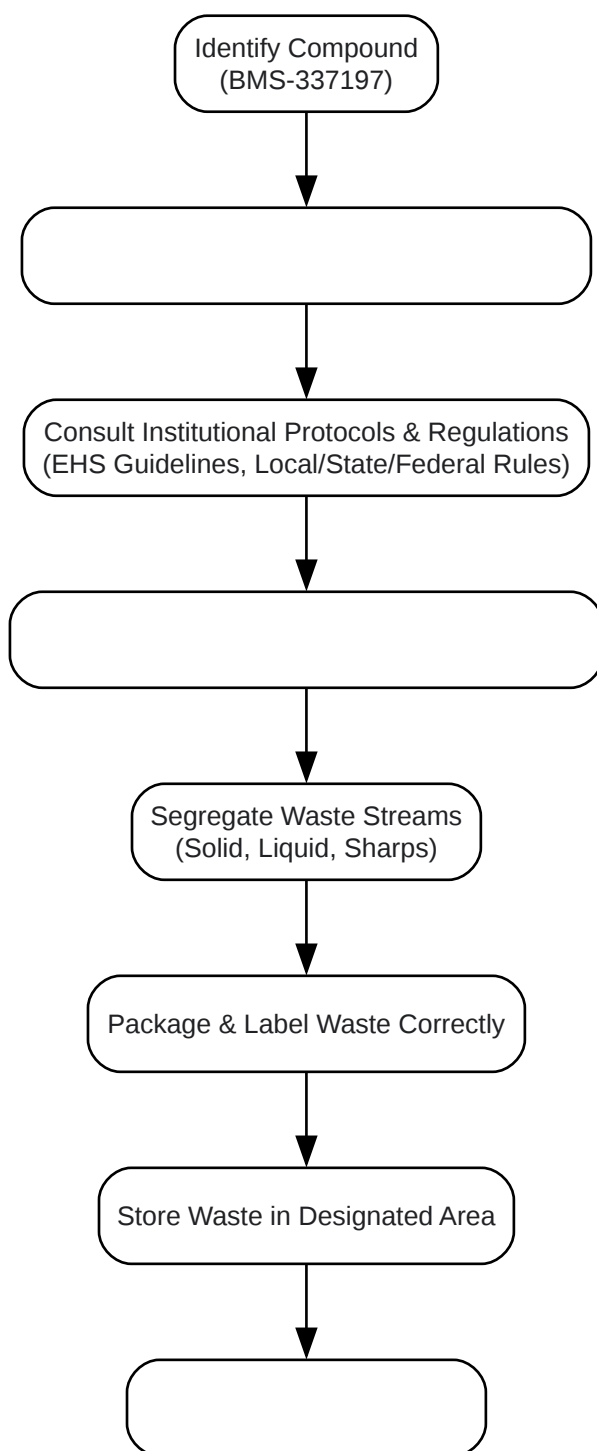 Identify Compound
(BMS-337197)
Consult Institutional Protocols & Regulations
(EHS Guidelines, Local/State/Federal Rules)
Segregate Waste Streams
(Solid, Liquid, Sharps)
Package & Label Waste Correctly
Store Waste in Designated Area